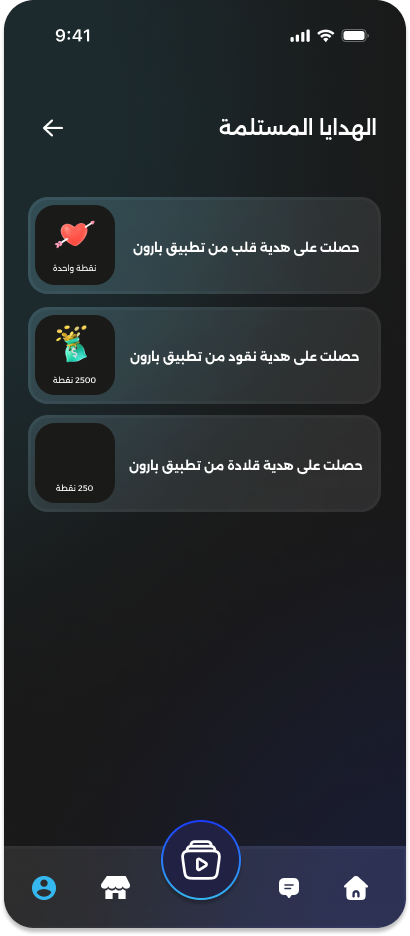 9:41
الهدايا المستلمة
حصلت على هدية قلب من تطبيق بارون
نقطة واحدة
حصلت على هدية نقود من تطبيق بارون
2500 نقطة
حصلت على هدية قلادة من تطبيق بارون
250 نقطة